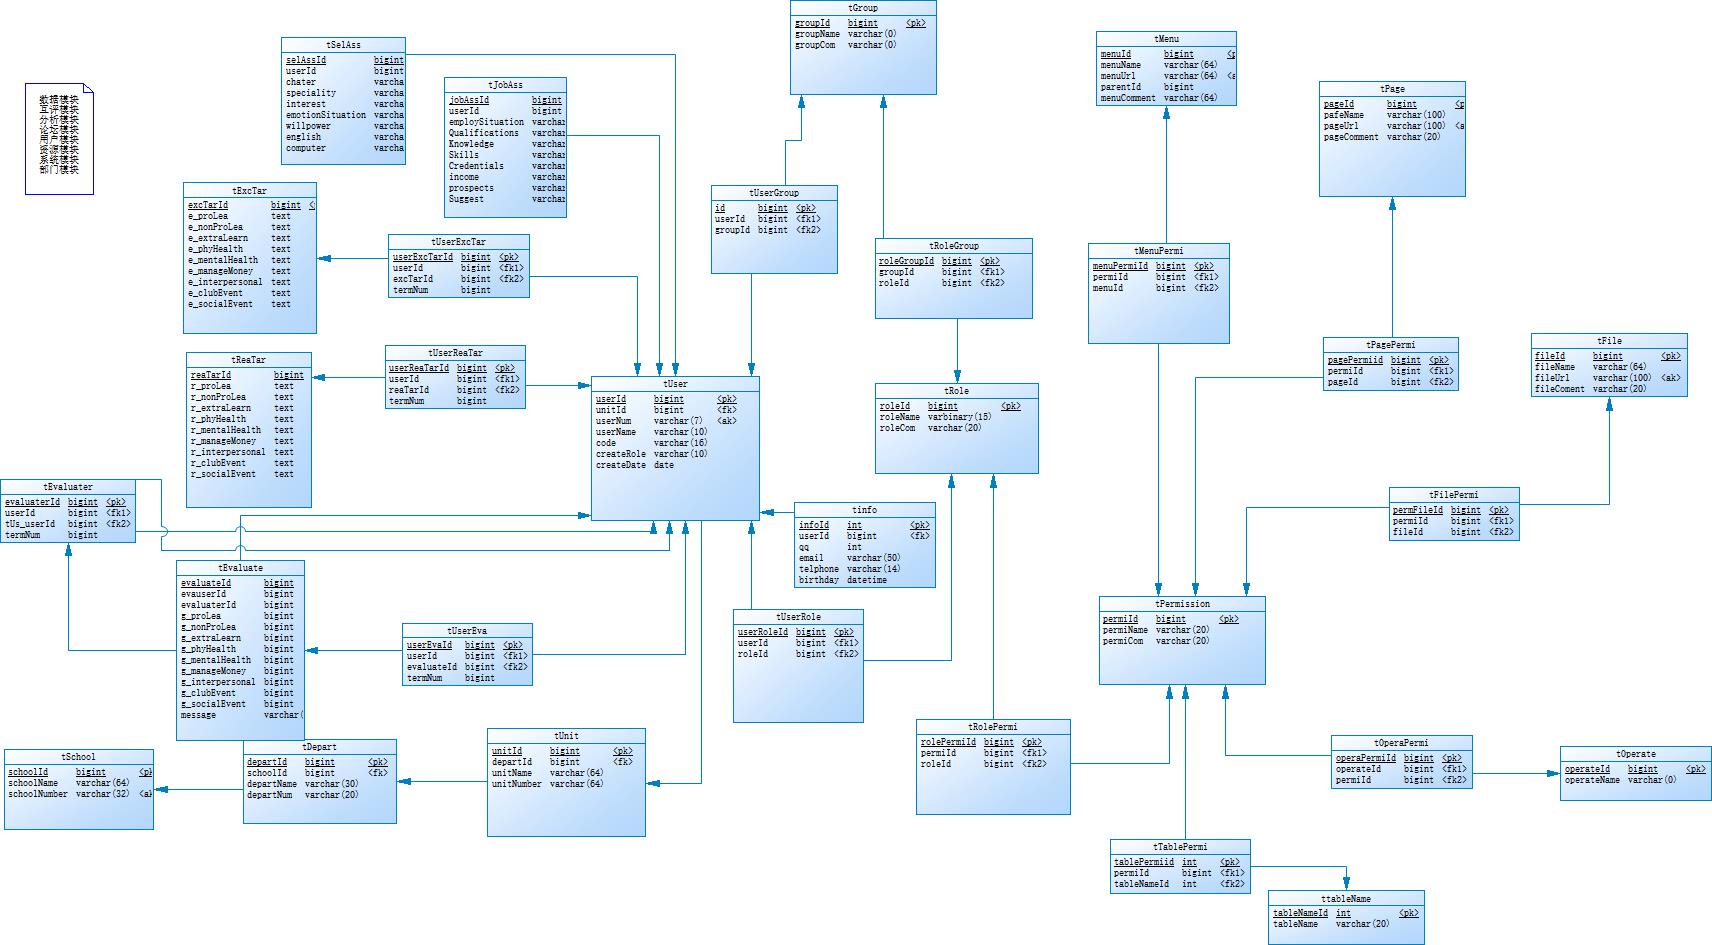 数据模块
互评模块
分析模块
论坛模块
用户模块
资源模块
系统模块
部门模块
tSelAss
selAssId bigint
userId bigint
chater varcha
speciality varcha
interest varcha
emotionSituation varcha
willpower varcha
english varcha
computer varcha
tJobAss
jobAssId bigint
userId bigint
employSituation varchar
Qualifications varchar
Knowledge varchar
Skills varchar
Credentials varchar
income varchar
prospects varchar
Suggest varchar
tGroup
groupId bigint <pk>
groupName varchar(0)
groupCom varchar(0)
tMenu
menuId bigint <p
menuName varchar(64)
menuUrl varchar(64) <a
parentId bigint
menuComment varchar(64)
tPage
pageId bigint <p
pafeName varchar(100)
pageUrl varchar(100) <a
pageComment varchar(20)
tExcTar
excTarId bigint <
e_proLea text
e_nonProLea text
e_extraLearn text
e_phyHealth text
e_mentalHealth text
e_manageMoney text
e_interpersonal text
e_clubEvent text
e_socialEvent text
tUserExcTar
userExcTarId bigint <pk>
userId bigint <fk1>
excTarId bigint <fk2>
termNum bigint
tUserGroup
id bigint <pk>
userId bigint <fk1>
groupId bigint <fk2>
tRoleGroup
roleGroupId bigint <pk>
groupId bigint <fk1>
roleId bigint <fk2>
tMenuPermi
menuPermiId bigint <pk>
permiId bigint <fk1>
menuId bigint <fk2>
tPagePermi
pagePermiid bigint <pk>
permiId bigint <fk1>
pageId bigint <fk2>
tFile
fileId bigint <pk>
fileName varchar(64)
fileUrl varchar(100) <ak>
fileComent varchar(20)
tReaTar
reaTarId bigint
r_proLea text
r_nonProLea text
r_extraLearn text
r_phyHealth text
r_mentalHealth text
r_manageMoney text
r_interpersonal text
r_clubEvent text
r_socialEvent text
tUserReaTar
userReaTarId bigint <pk>
userId bigint <fk1>
reaTarId bigint <fk2>
termNum bigint
tUser
userId bigint <pk>
unitId bigint <fk>
userNum varchar(7) <ak>
userName varchar(10)
code varchar(16)
createRole varchar(10)
createDate date
tRole
roleId bigint <pk>
roleName varbinary(15)
roleCom varchar(20)
tEvaluater
evaluaterId bigint <pk>
userId bigint <fk1>
tUs_userId bigint <fk2>
termNum bigint
tinfo
infoId int <pk>
userId bigint <fk>
qq int
email varchar(50)
telphone varchar(14)
birthday datetime
tFilePermi
permFileId bigint <pk>
permiId bigint <fk1>
fileId bigint <fk2>
tEvaluate
evaluateId bigint
evauserId bigint
evaluaterId bigint
g_proLea bigint
g_nonProLea bigint
g_extraLearn bigint
g_phyHealth bigint
g_mentalHealth bigint
g_manageMoney bigint
g_interpersonal bigint
g_clubEvent bigint
g_socialEvent bigint
message varchar(
tUserEva
userEvaId bigint <pk>
userId bigint <fk1>
evaluateId bigint <fk2>
termNum bigint
tUserRole
userRoleId bigint <pk>
userId bigint <fk1>
roleId bigint <fk2>
tPermission
permiId bigint <pk>
permiName varchar(20)
permiCom varchar(20)
tSchool
schoolId bigint <pk
schoolName varchar(64)
schoolNumber varchar(32) <ak
tDepart
departId bigint <pk>
schoolId bigint <fk>
departName varchar(30)
departNum varchar(20)
tUnit
unitId bigint <pk>
departId bigint <fk>
unitName varchar(64)
unitNumber varchar(64)
tRolePermi
rolePermiId bigint <pk>
permiId bigint <fk1>
roleId bigint <fk2>
tOperaPermi
operaPermiId bigint <pk>
operateId bigint <fk1>
permiId bigint <fk2>
tOperate
operateId bigint <pk>
operateName varchar(0)
tTablePermi
tablePermiid int <pk>
permiId bigint <fk1>
tableNameId int <fk2>
ttableName
tableNameId int <pk>
tableName varchar(20)